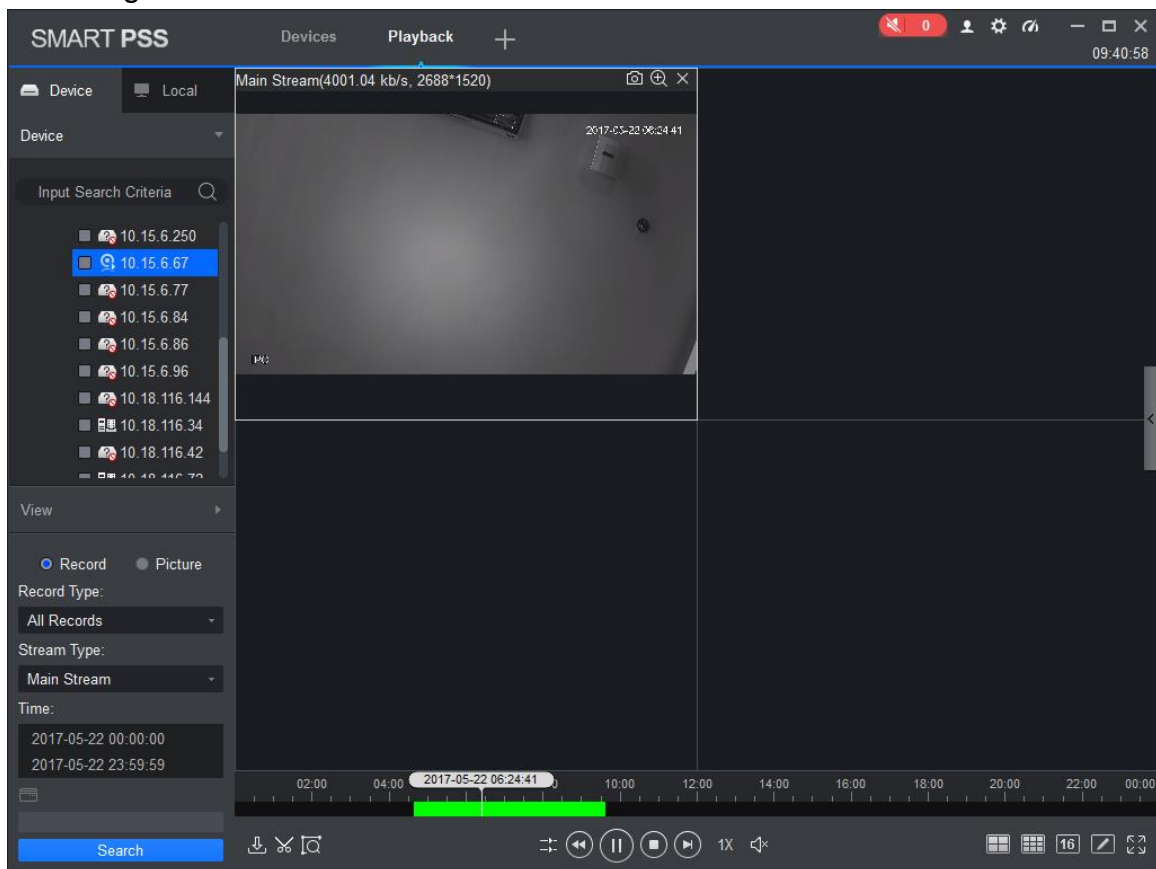 SMART PSS
Devices
Playback
0
09:40:58
Device
Local
Main Stream(4001.04 kb/s, 2688*1520)
Device
2017-05-22 06:24:41
Input Search Criteria
10.15.6.250
10.15.6.67
10.15.6.77
10.15.6.84
10.15.6.86
10.15.6.96
PC
10.18.116.144
10.18.116.34
10.18.116.42
View
Record
Picture
Record Type:
All Records
Stream Type:
Main Stream
Time:
2017-05-22 00:00:00
2017-05-22 23:59:59
02:00 04:00 2017-05-22 06:24:41 10:00 12:00 14:00 16:00 18:00 20:00 22:00 00:00
Search
1X
16